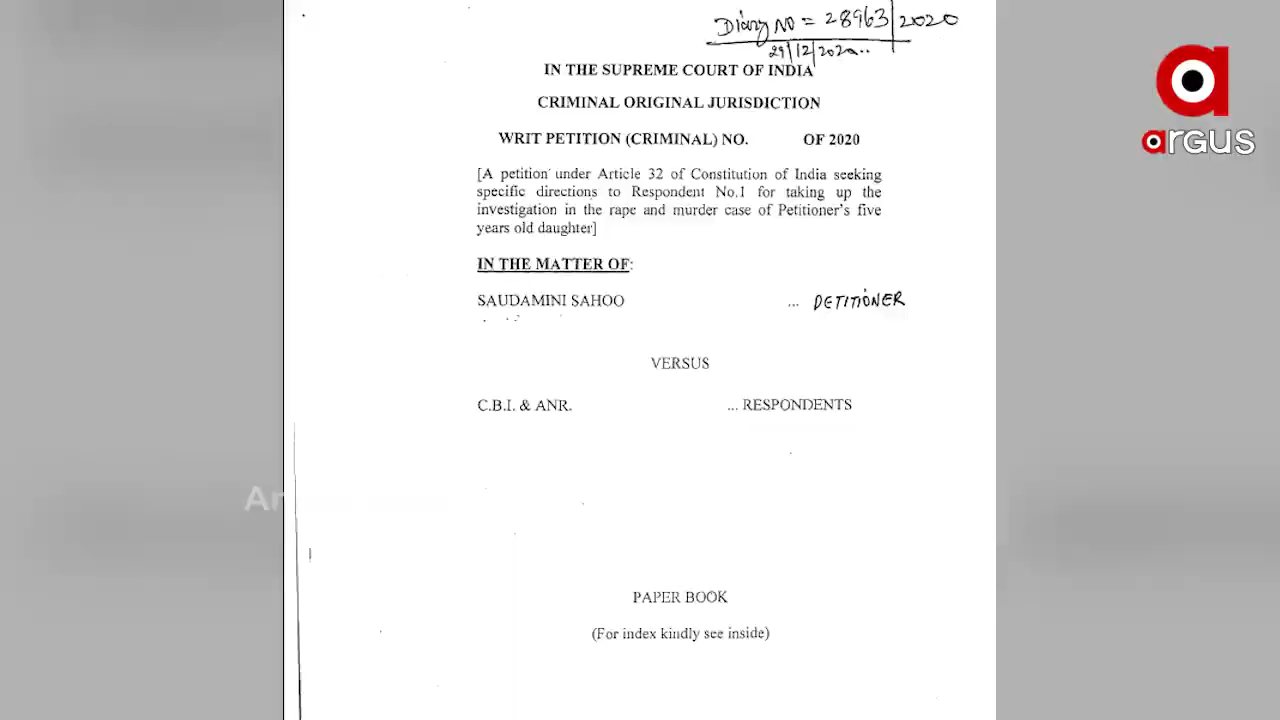 Diary No = 28963/2020
29/12/2020..
IN THE SUPREME COURT OF INDIA
CRIMINAL ORIGINAL JURISDICTION
WRIT PETITION (CRIMINAL) NO. OF 2020
[A petition under Article 32 of Constitution of India seeking
specific directions to Respondent No.1 for taking up the
investigation in the rape and murder case of Petitioner's five
years old daughter]
IN THE MATTER OF:
SAUDAMINI SAHOO ... PETITIONER
VERSUS
C.B.I. & ANR. ... RESPONDENTS
PAPER BOOK
(For index kindly see inside)
argus